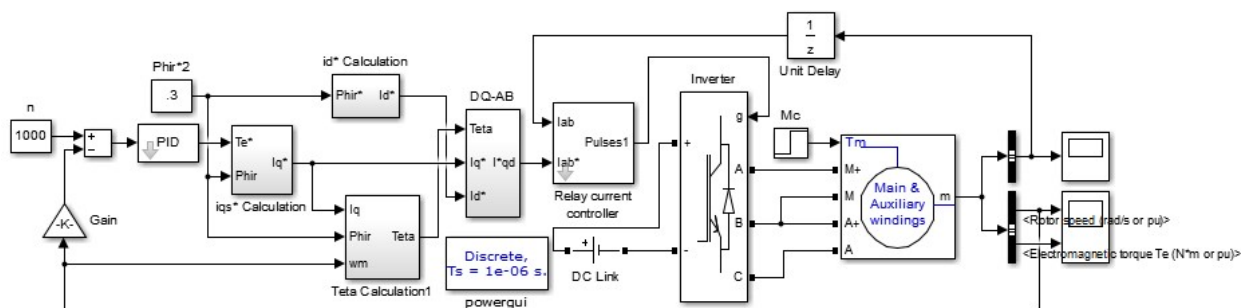 Phir*2
.3
n
1000
+
−
PID
Gain
-K-
id* Calculation
Phir* Id*
Te*
Phir
Iq*
iqs* Calculation
Iq
Phir
wm
Teta
Teta Calculation1
DQ-AB
Teta
Iq* I*qd
Id*
Discrete,
Ts = 1e-06 s.
powergui
Iab
Pulses1
Iab*
Relay current
controller
+
DC Link
Inverter
g
+
-
A
B
C
1
z
Unit Delay
Mc
Tm
M+
M
A+
A
Main &
Auxiliary
windings
m
<Rotor speed (rad/s or pu)>
<Electromagnetic torque Te (N*m or pu)>